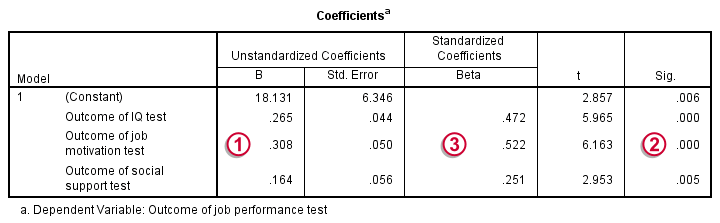 Coefficientsa
Model Unstandardized Coefficients Standardized Coefficients t Sig.
B Std. Error Beta
1 (Constant) 18.131 6.346 2.857 .006
Outcome of IQ test .265 .044 .472 5.965 .000
Outcome of job motivation test 1 .308 .050 3 .522 6.163 2 .000
Outcome of social support test .164 .056 .251 2.953 .005
a. Dependent Variable: Outcome of job performance test